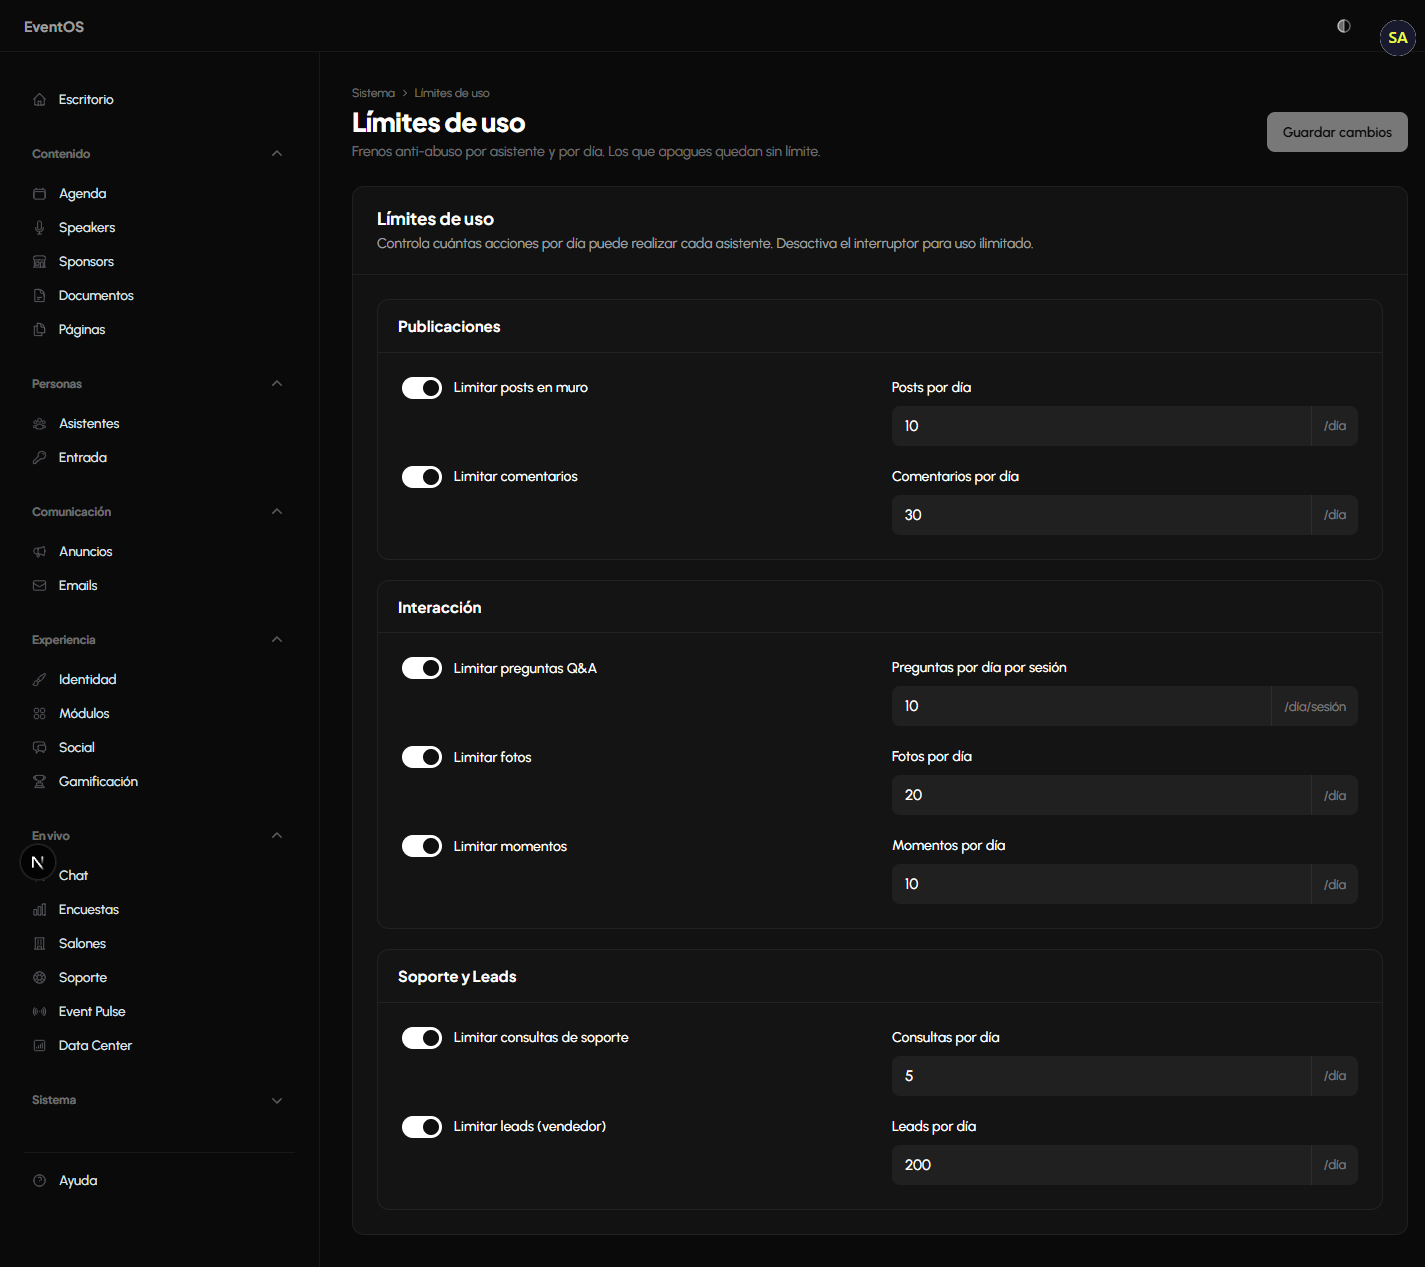 EventOS
SA
Escritorio
Contenido
Agenda
Speakers
Sponsors
Documentos
Páginas
Personas
Asistentes
Entrada
Comunicación
Anuncios
Emails
Experiencia
Identidad
Módulos
Social
Gamificación
En vivo
N
Chat
Encuestas
Salones
Soporte
Event Pulse
Data Center
Sistema
Ayuda
Sistema > Límites de uso
Límites de uso
Frenos anti-abuso por asistente y por día. Los que apagues quedan sin límite.
Guardar cambios
Límites de uso
Controla cuántas acciones por día puede realizar cada asistente. Desactiva el interruptor para uso ilimitado.
Publicaciones
Limitar posts en muro
Posts por día
10 /día
Limitar comentarios
Comentarios por día
30 /día
Interacción
Limitar preguntas Q&A
Preguntas por día por sesión
10 /día/sesión
Limitar fotos
Fotos por día
20 /día
Limitar momentos
Momentos por día
10 /día
Soporte y Leads
Limitar consultas de soporte
Consultas por día
5 /día
Limitar leads (vendedor)
Leads por día
200 /día